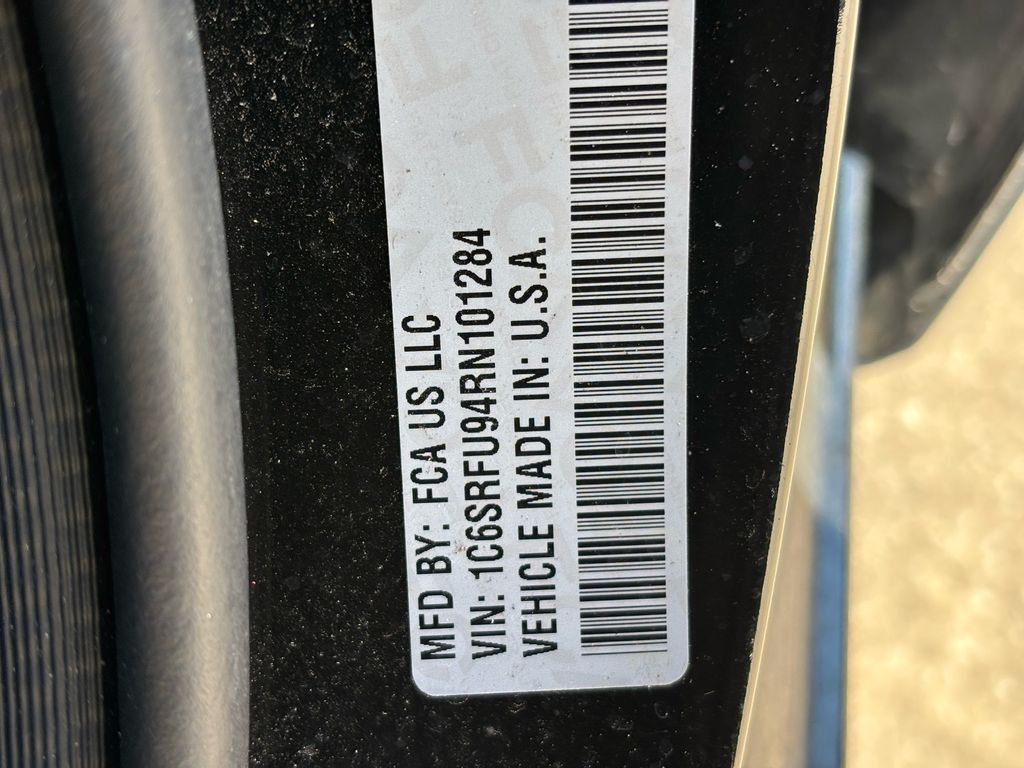 MFD BY: FCA US LLC
VIN: 1C6SRFU94RN101284
VEHICLE MADE IN: U.S.A.